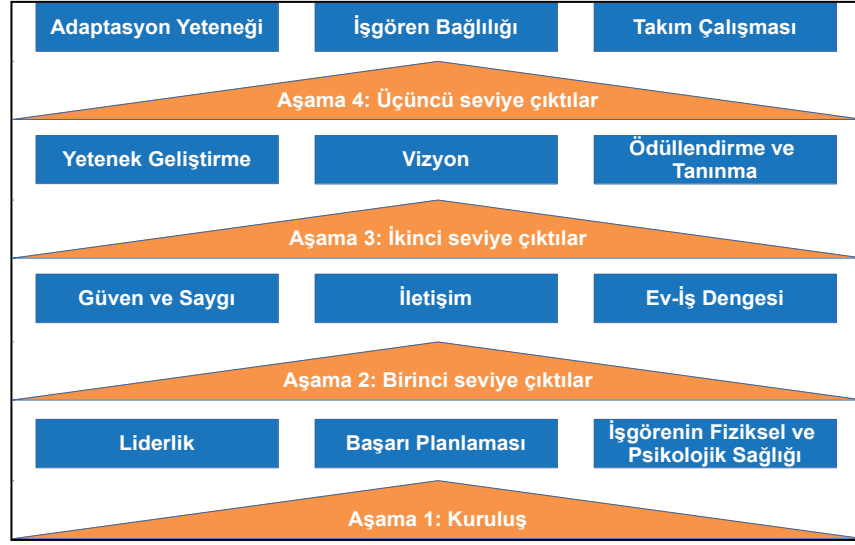 Adaptasyon Yeteneği
İşgören Bağlılığı
Takım Çalışması
Aşama 4: Üçüncü seviye çıktılar
Yetenek Geliştirme
Vizyon
Ödüllendirme ve
Tanınma
Aşama 3: İkinci seviye çıktılar
Güven ve Saygı
İletişim
Ev-İş Dengesi
Aşama 2: Birinci seviye çıktılar
Liderlik
Başarı Planlaması
İşgörenin Fiziksel ve
Psikolojik Sağlığı
Aşama 1: Kuruluş